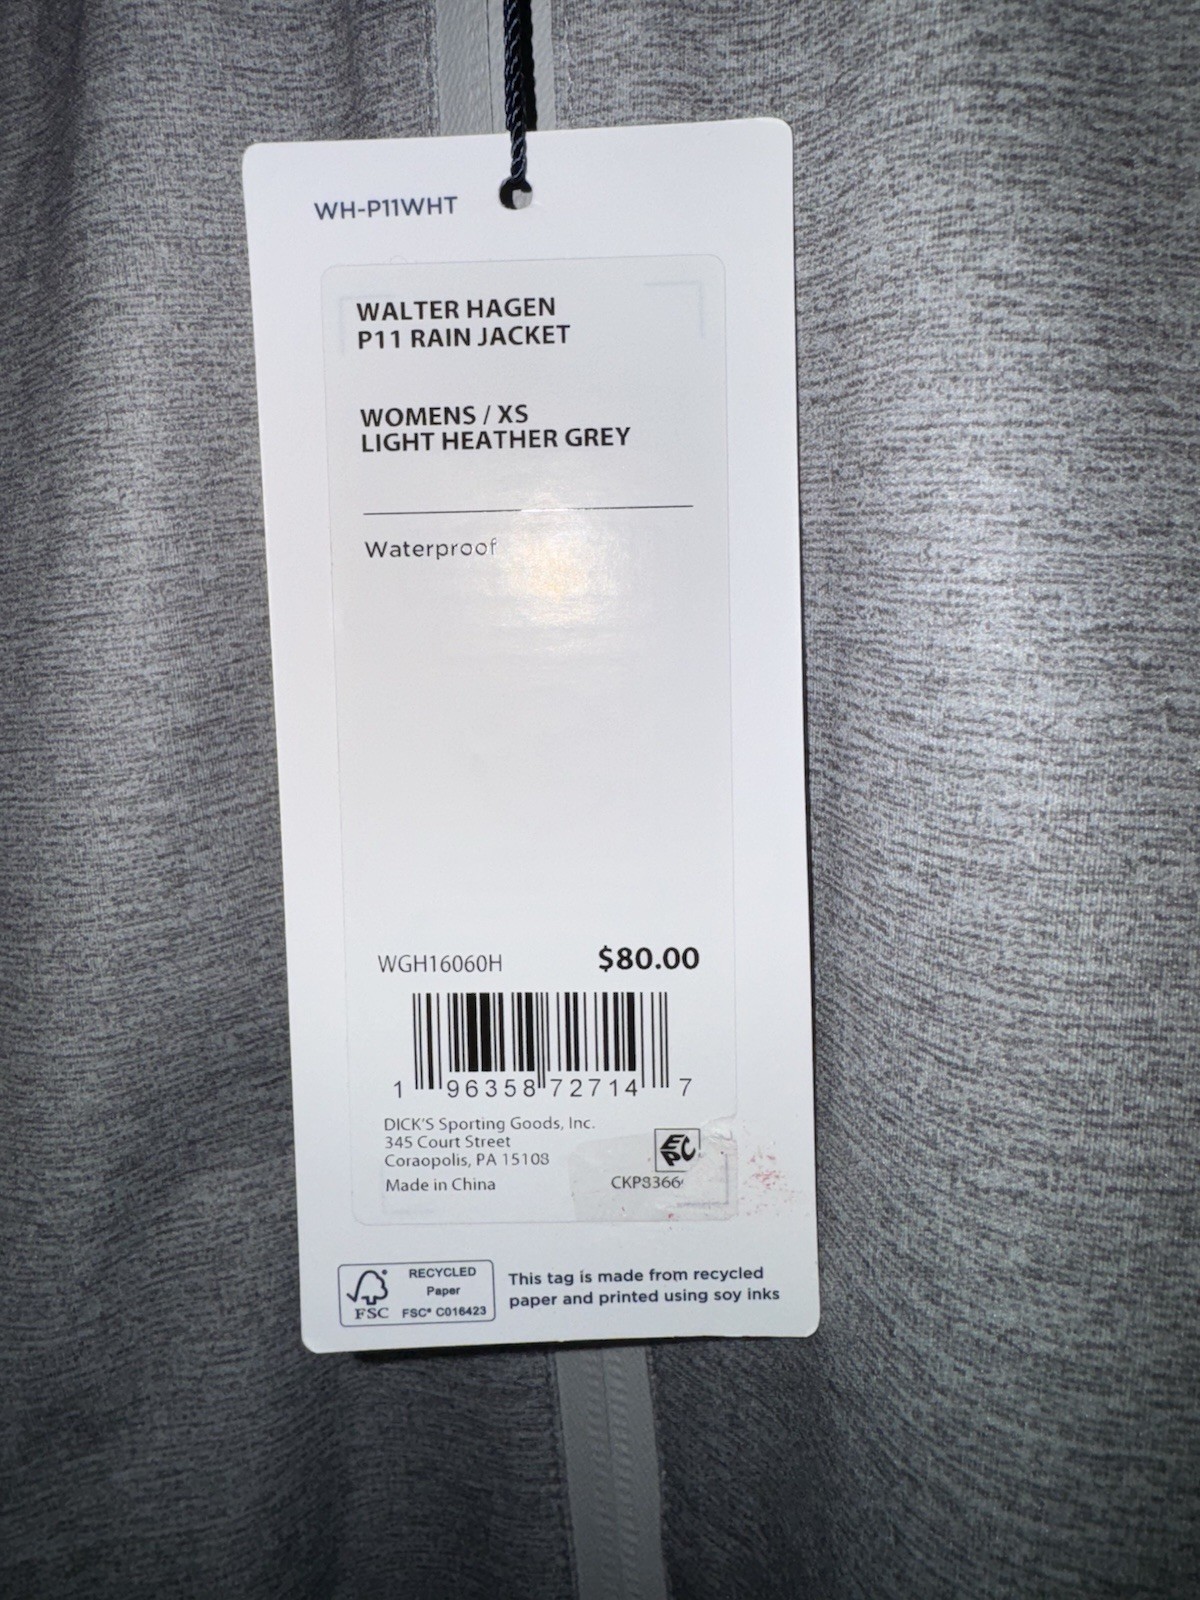 WH-P11WHT
WALTER HAGEN
P11 RAIN JACKET
WOMENS / XS
LIGHT HEATHER GREY
Waterproof
WGH16060H $80.00
1 96358 72714 7
DICK'S Sporting Goods, Inc.
345 Court Street
Coraopolis, PA 15108
Made in China
EPC
FSC
RECYCLED
Paper
FSC® C016423
This tag is made from recycled
paper and printed using soy inks